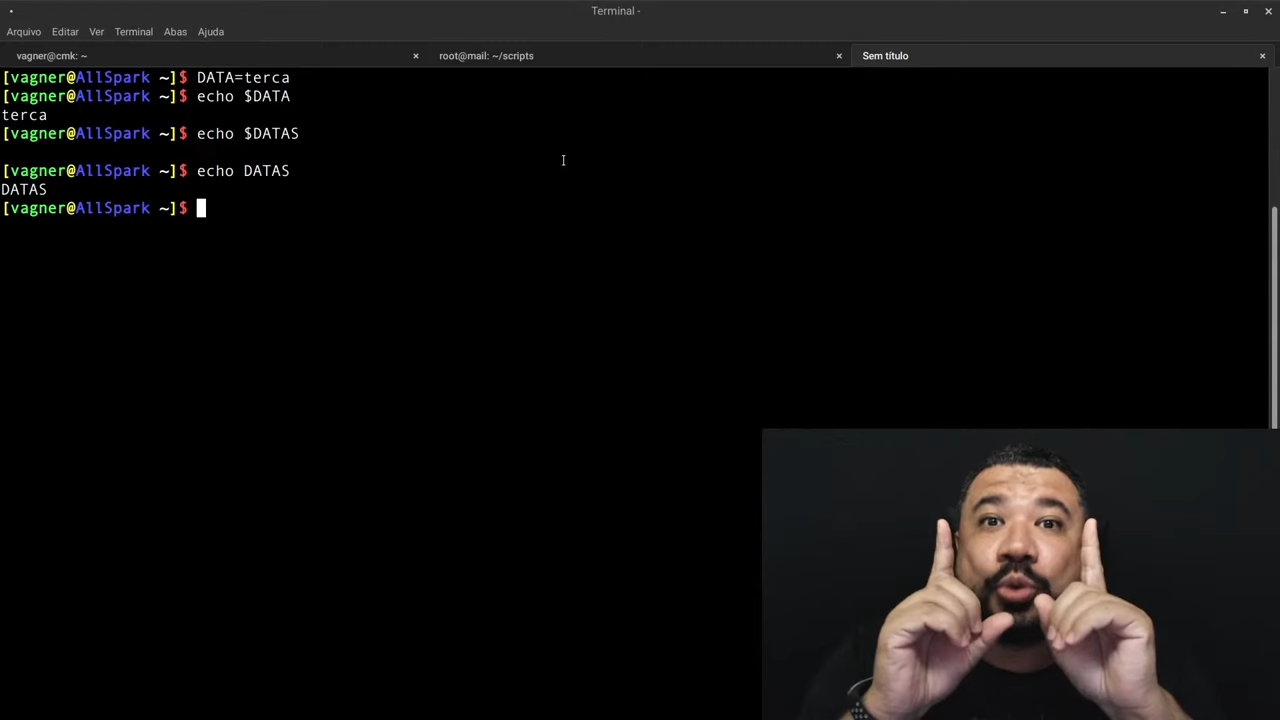 Terminal -
Arquivo Editar Ver Terminal Abas Ajuda
vagner@cmk: ~ root@mail: ~/scripts Sem título
[vagner@AllSpark ~]$ DATA=terca
[vagner@AllSpark ~]$ echo $DATA
terca
[vagner@AllSpark ~]$ echo $DATAS
[vagner@AllSpark ~]$ echo DATAS
DATAS
[vagner@AllSpark ~]$